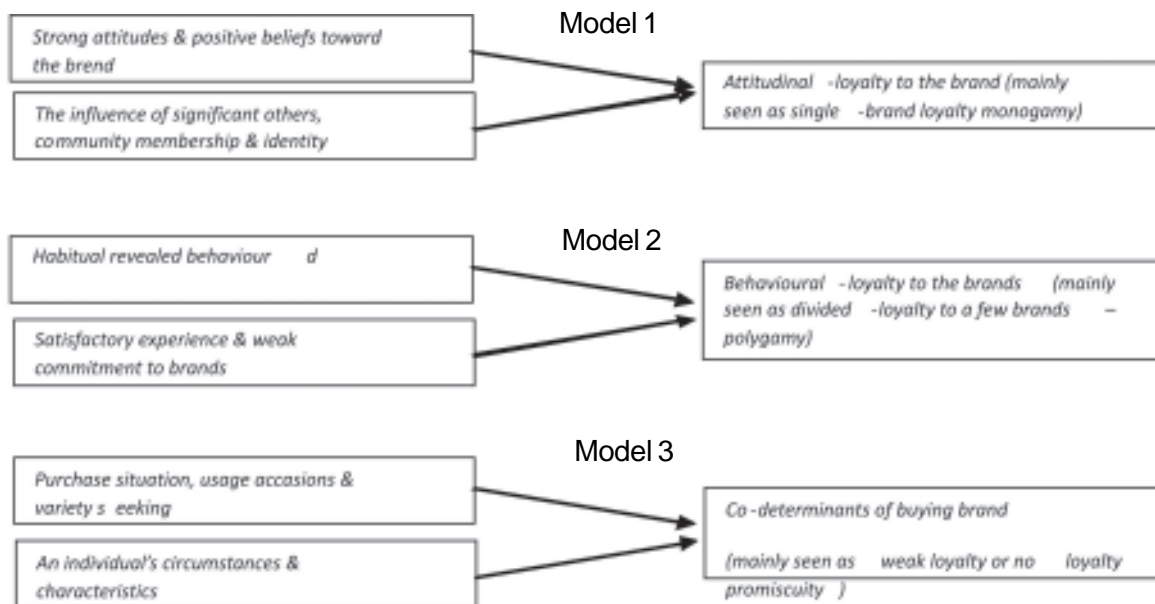 Model 1
Strong attitudes & positive beliefs toward
the brend
The influence of significant others,
community membership & identity
Attitudinal -loyalty to the brand (mainly
seen as single -brand loyalty monogamy)
Model 2
Habitual revealed behaviour d
Satisfactory experience & weak
commitment to brands
Behavioural -loyalty to the brands (mainly
seen as divided -loyalty to a few brands –
polygamy)
Model 3
Purchase situation, usage accasions &
variety s eeking
An individual's circumstances &
characteristics
Co -determinants of buying brand
(mainly seen as weak loyalty or no loyalty
promiscuity )